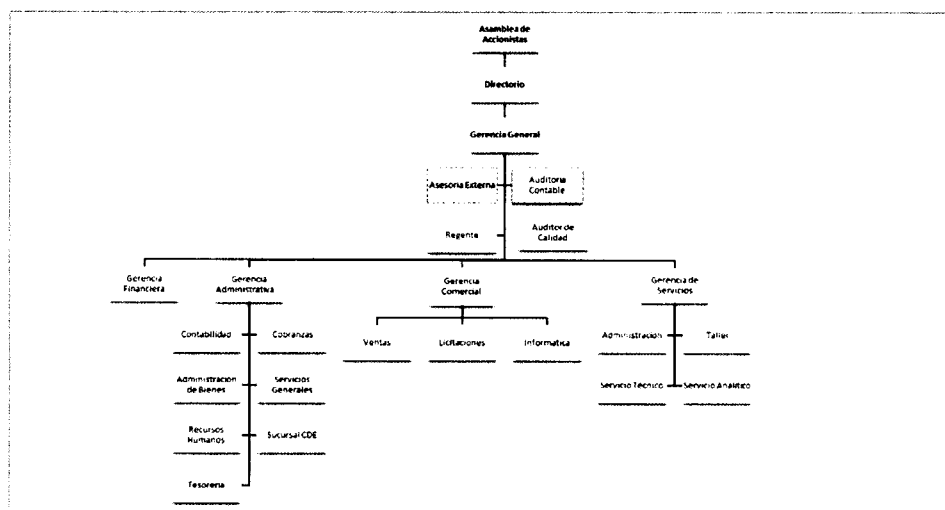 Asamblea de
Accionistas
Directorio
Gerencia General
Asesoria Externa
Auditoria
Contable
Regente
Auditor de
Calidad
Gerencia
Financiera
Gerencia
Administrativa
Gerencia
Comercial
Gerencia de
Servicios
Contabilidad
Cobranzas
Ventas
Licitaciones
Informatica
Administracion
Taller
Administracion
de Bienes
Servicios
Generales
Servicio Técnico
Servicio Analitico
Recursos
Humanos
Sucursal CDE
Tesoreria